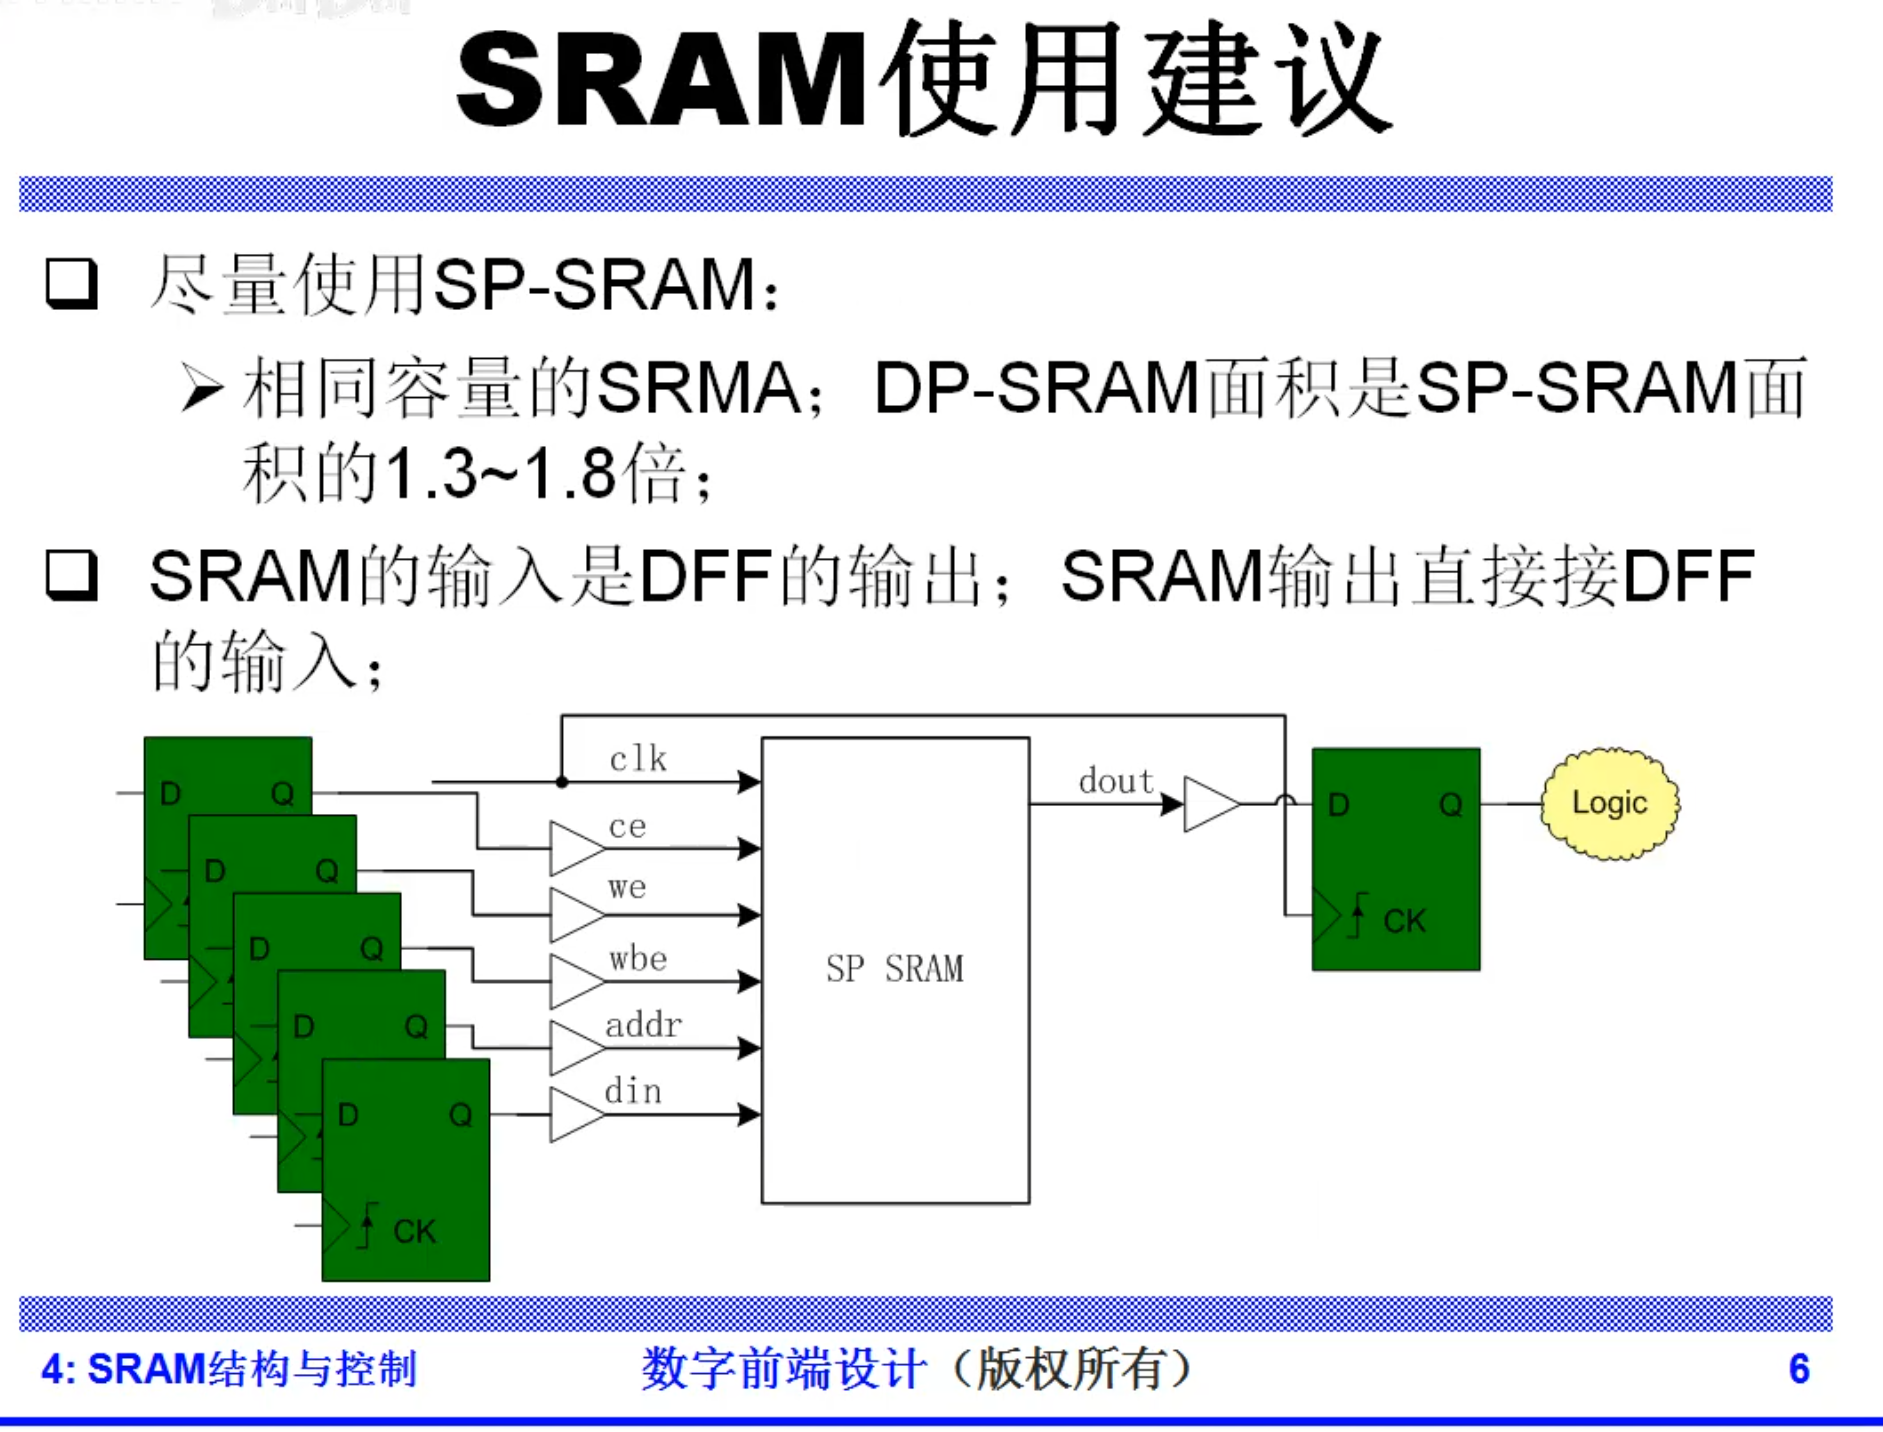 SRAM使用建议
尽量使用SP-SRAM：
相同容量的SRMA；DP-SRAM面积是SP-SRAM面
积的1.3~1.8倍；
SRAM的输入是DFF的输出；SRAM输出直接接DFF
的输入；
D Q
D Q
D Q
D Q
D Q
CK
clk
ce
we
wbe
addr
din
SP SRAM
dout
D Q
CK
Logic
4: SRAM结构与控制
数字前端设计（版权所有）
6